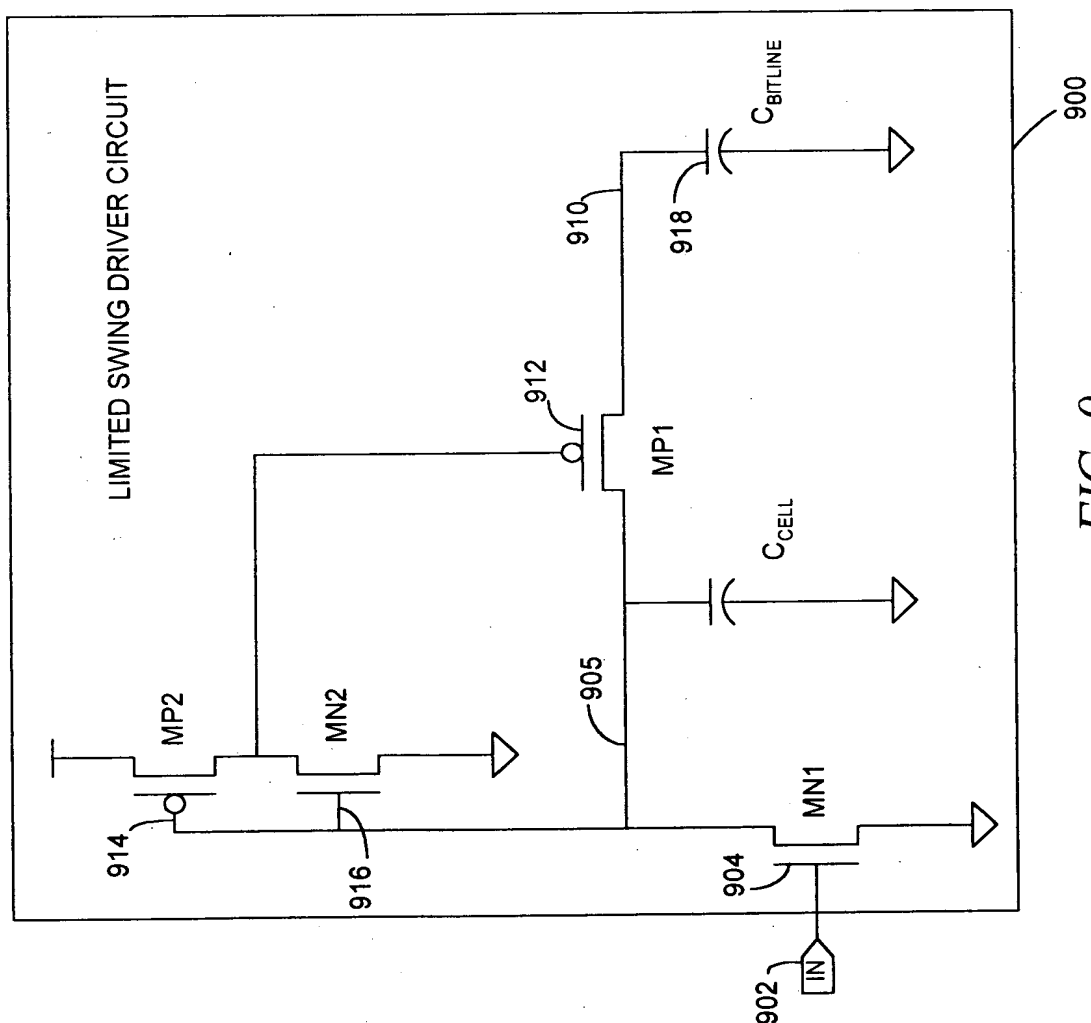 LIMITED SWING DRIVER CIRCUIT
MP2
914
MN2
916
912
MP1
910
918
C_BITLINE
905
C_CELL
904
MN1
902
IN
900
FIG. 9